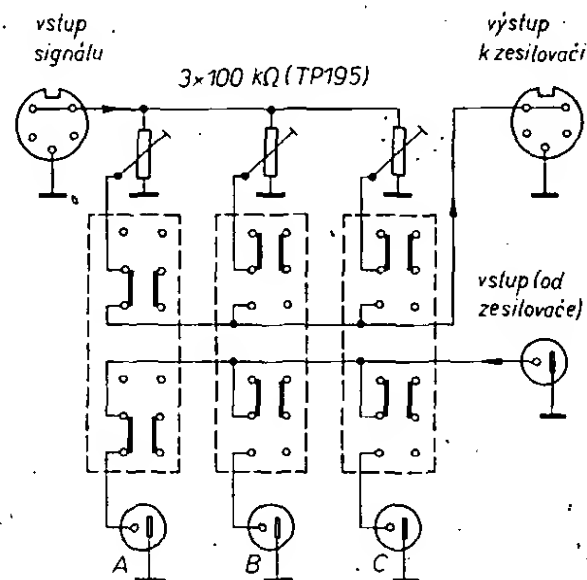 vstup
signálu
3×100 kΩ (TP195)
výstup
k zesilovači
vstup (od
zesilovače)
A
B
C